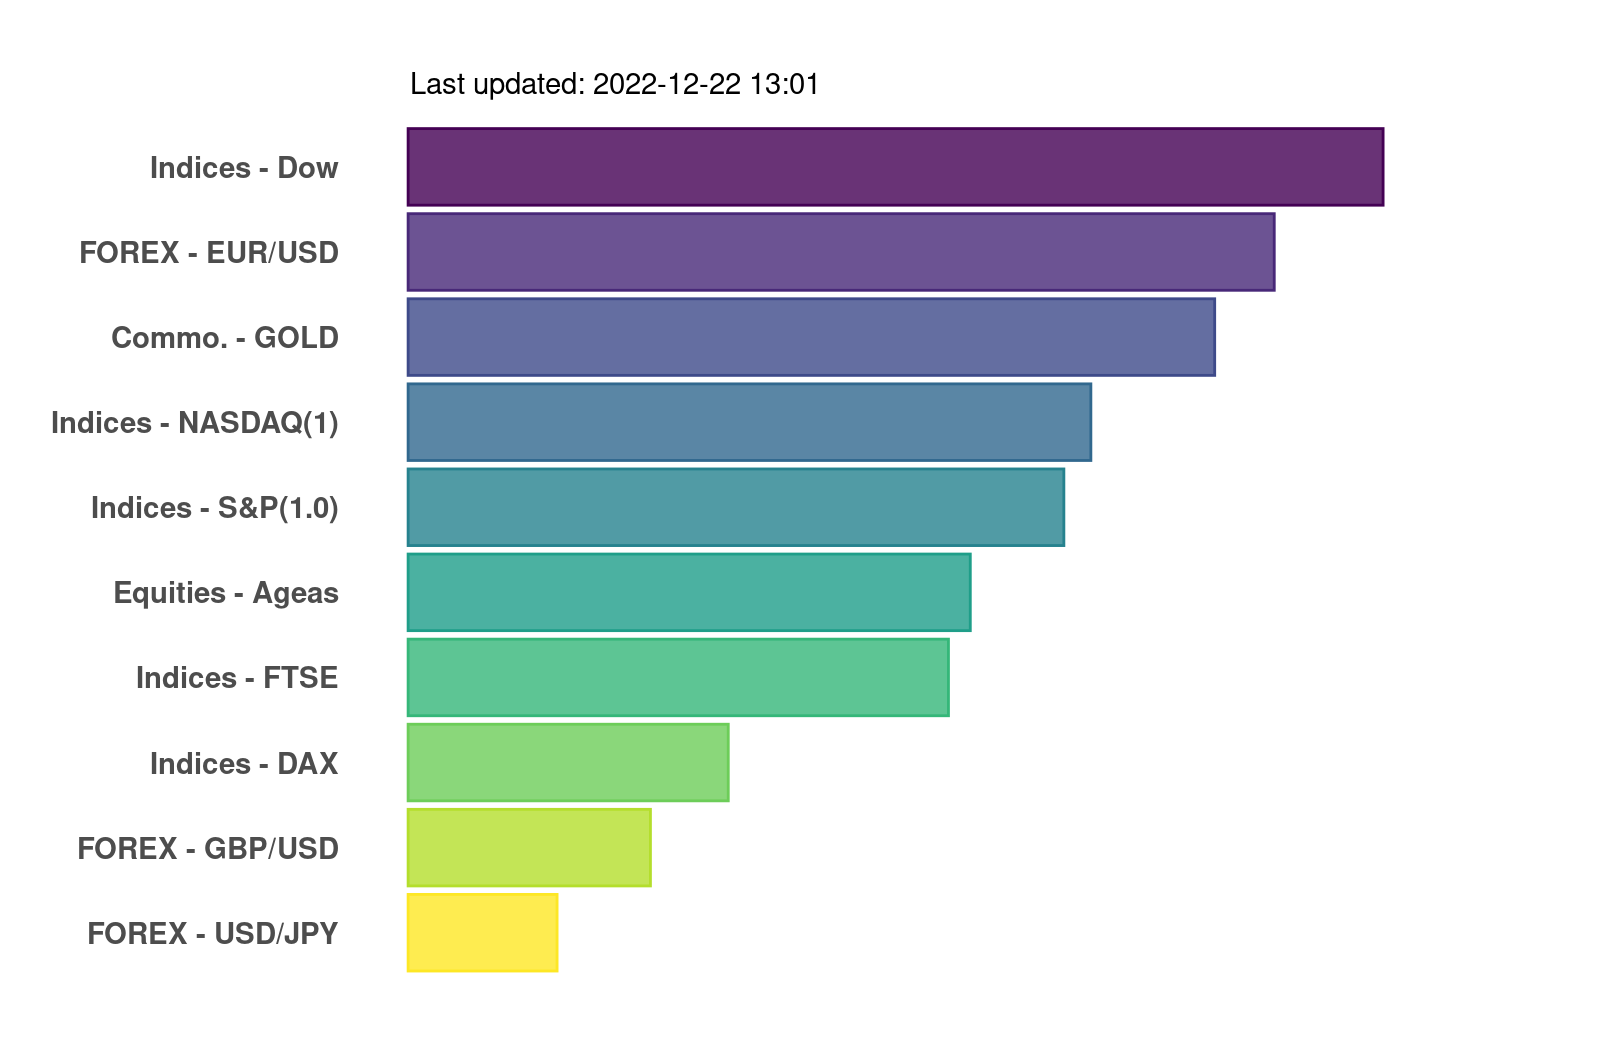 Last updated: 2022-12-22 13:01
Indices - Dow
FOREX - EUR/USD
Commo. - GOLD
Indices - NASDAQ(1)
Indices - S&P(1.0)
Equities - Ageas
Indices - FTSE
Indices - DAX
FOREX - GBP/USD
FOREX - USD/JPY